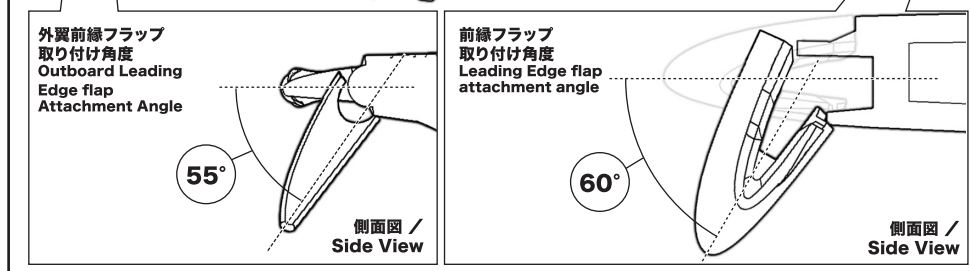 外翼前縁フラップ
取り付け角度
Outboard Leading
Edge flap
Attachment Angle
55°
側面図 /
Side View
前縁フラップ
取り付け角度
Leading Edge flap
attachment angle
60°
側面図 /
Side View